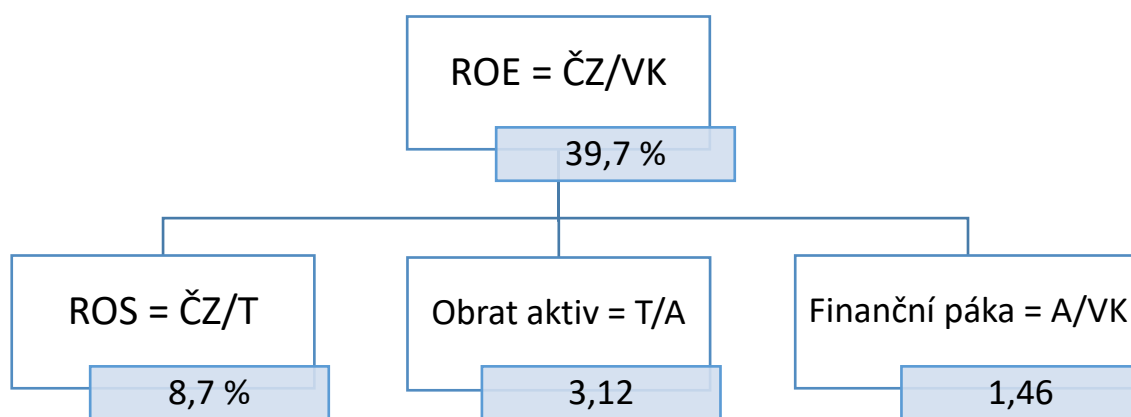 ROE = ČZ/VK
39,7 %
ROS = ČZ/T
8,7 %
Obrat aktiv = T/A
3,12
Finanční páka = A/VK
1,46